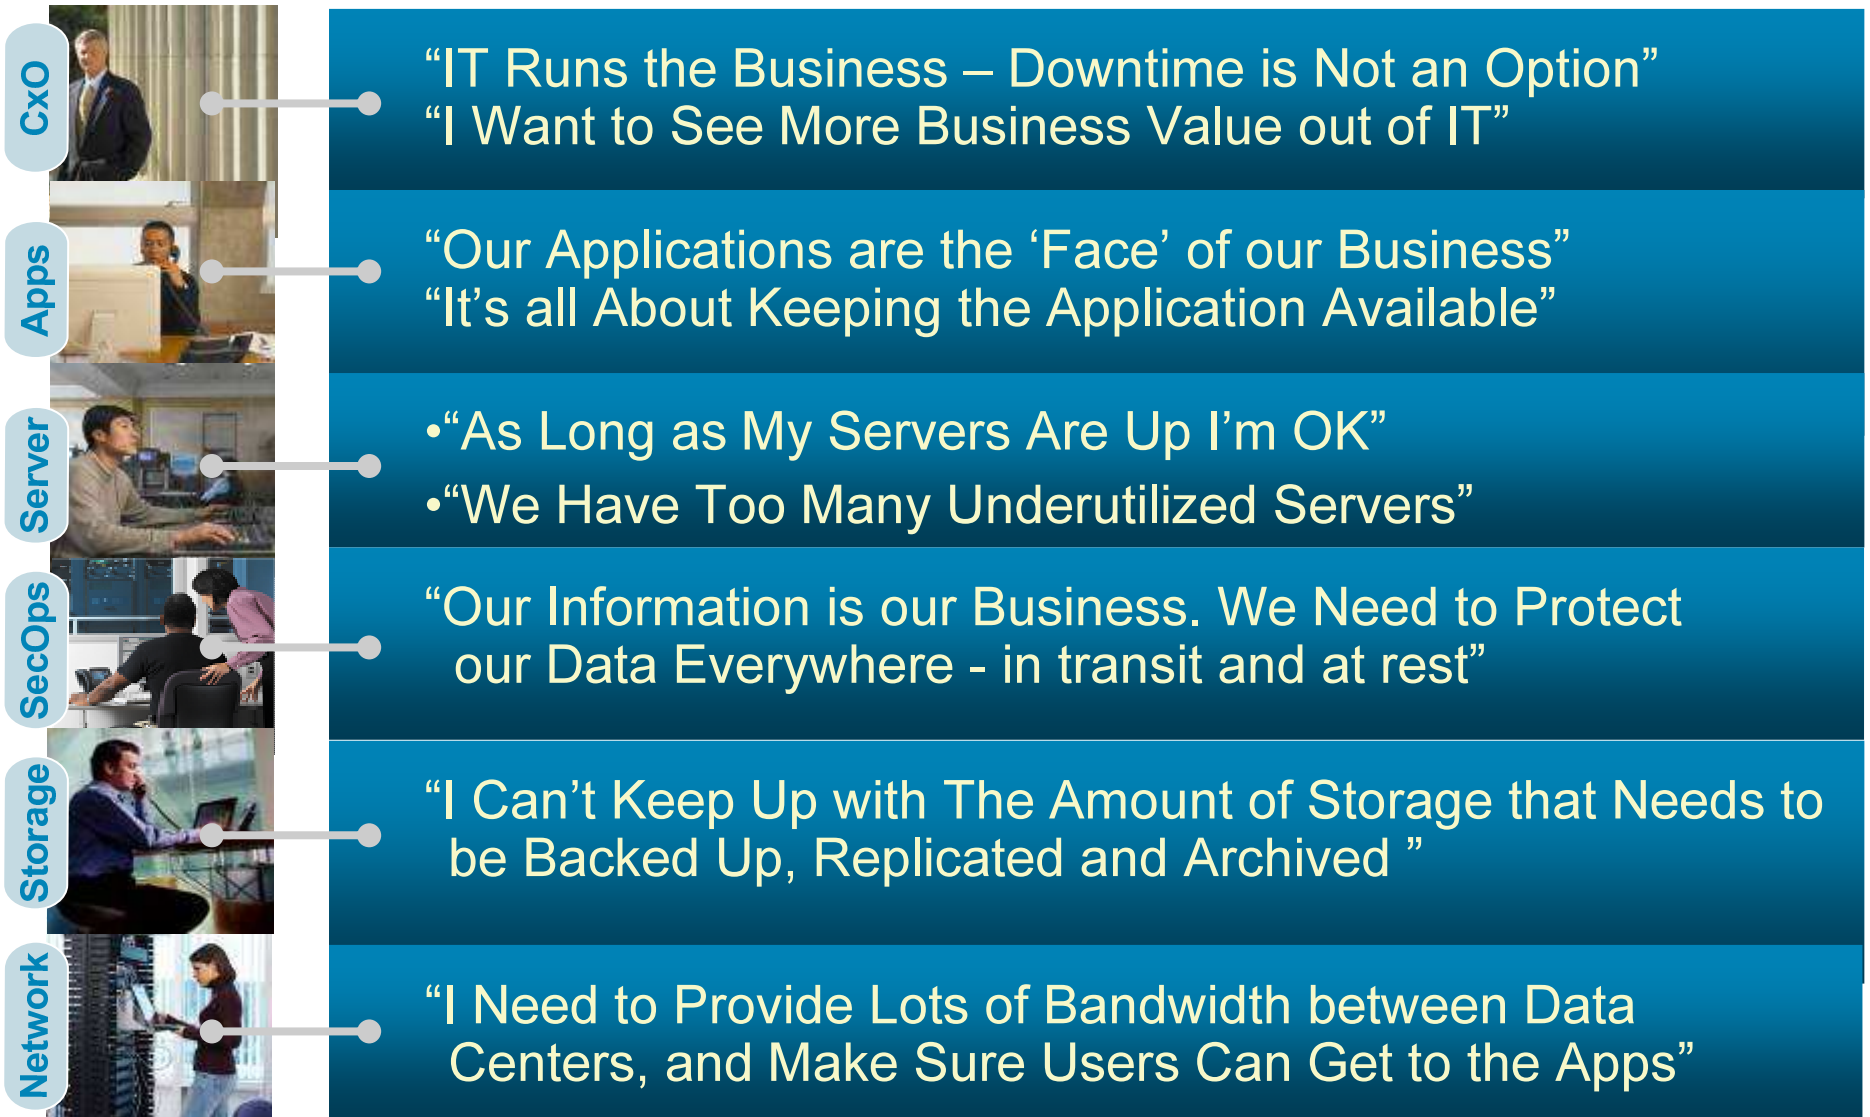 CxO
“IT Runs the Business – Downtime is Not an Option”
“I Want to See More Business Value out of IT”
Apps
“Our Applications are the ‘Face’ of our Business”
“It’s all About Keeping the Application Available”
Server
•“As Long as My Servers Are Up I’m OK”
•“We Have Too Many Underutilized Servers”
SecOps
“Our Information is our Business. We Need to Protect
our Data Everywhere - in transit and at rest”
Storage
“I Can’t Keep Up with The Amount of Storage that Needs to
be Backed Up, Replicated and Archived ”
Network
“I Need to Provide Lots of Bandwidth between Data
Centers, and Make Sure Users Can Get to the Apps”